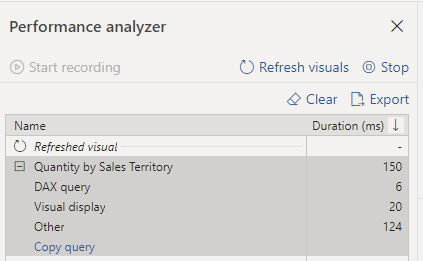 Performance analyzer
Start recording Refresh visuals Stop
Clear Export
Name Duration (ms) ↓
Refreshed visual -
Quantity by Sales Territory 150
DAX query 6
Visual display 20
Other 124
Copy query